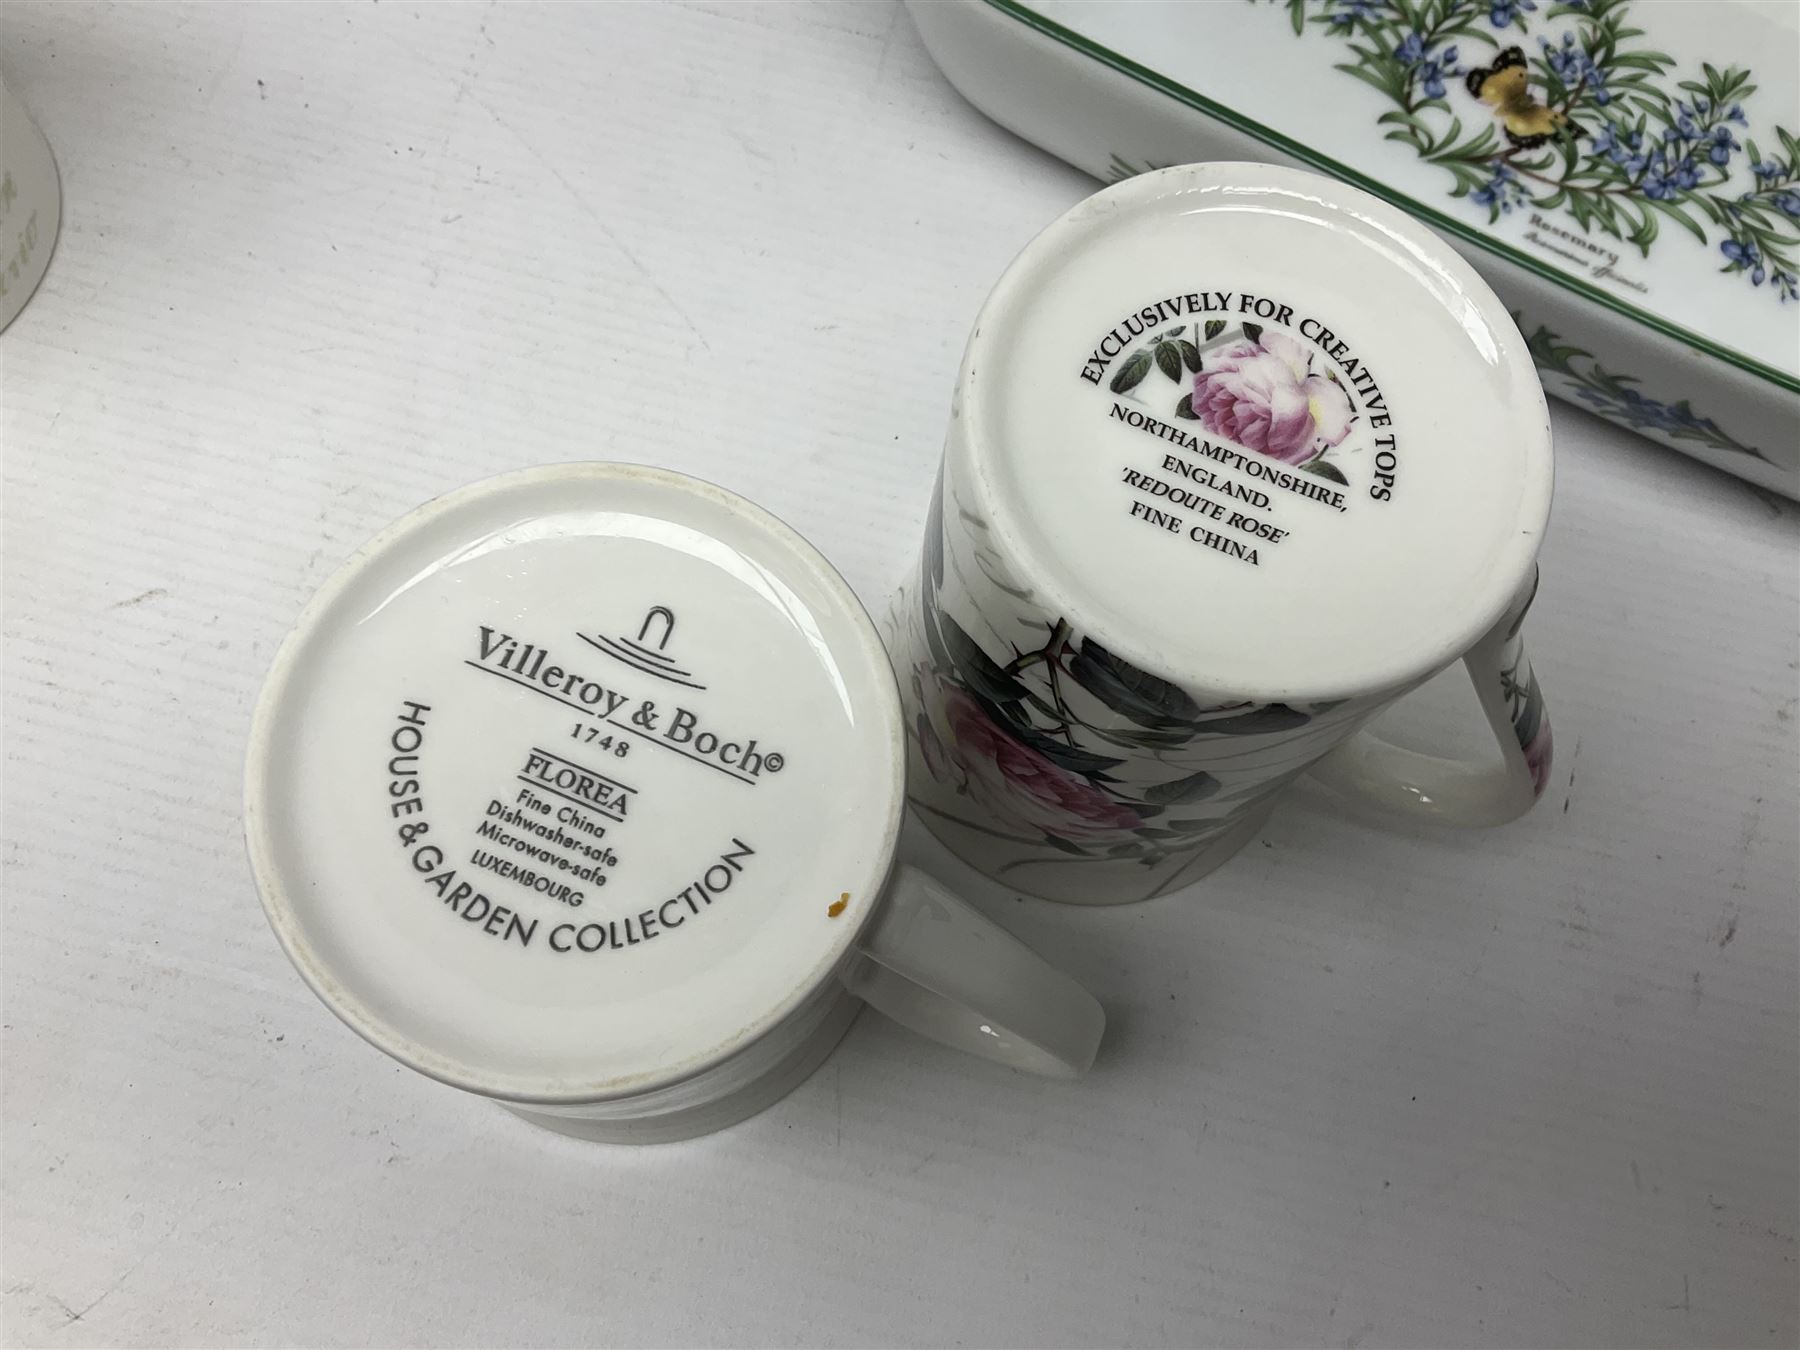 Villeroy & Boch©
1748
FLOREA
Fine China
Dishwasher-safe
Microwave-safe
LUXEMBOURG
HOUSE & GARDEN COLLECTION
EXCLUSIVELY FOR CREATIVE TOPS
NORTHAMPTONSHIRE,
ENGLAND.
'REDOUTE ROSE'
FINE CHINA
Rosemary